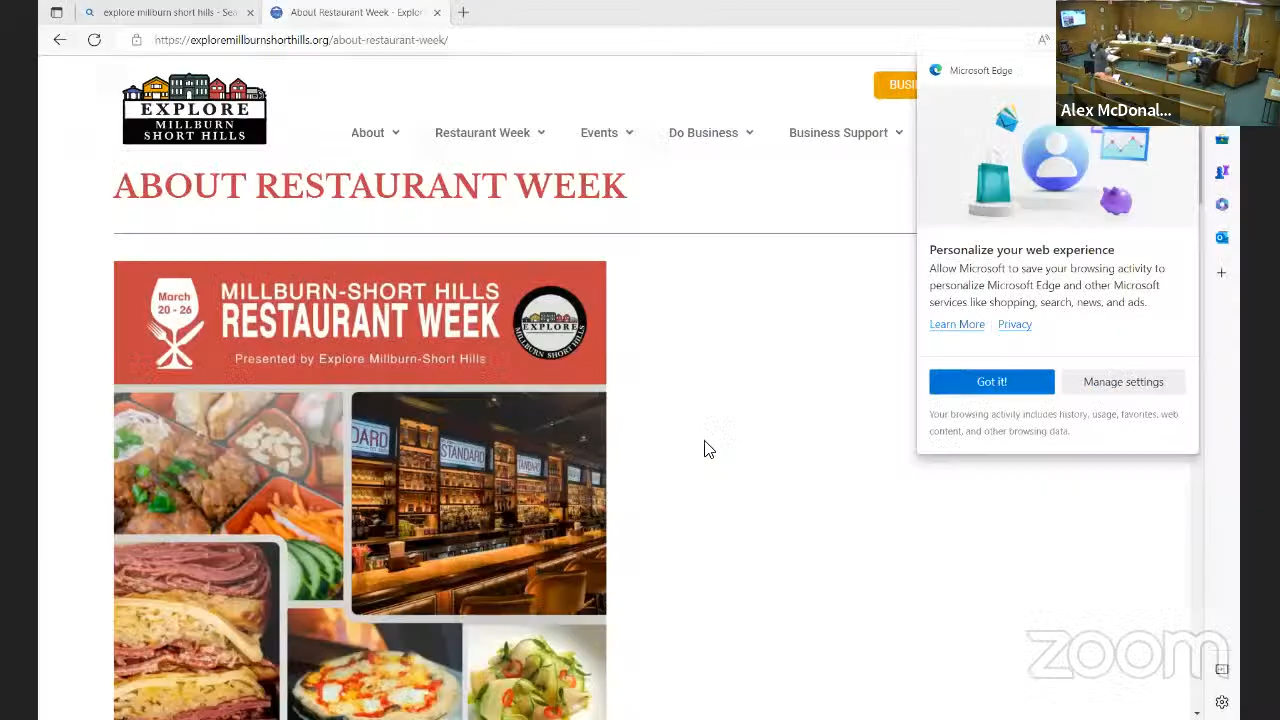 explore millburn short hills - Sea
About Restaurant Week - Explor
https://exploremillburnshorthills.org/about-restaurant-week/
Alex McDonal...
EXPLORE
MILLBURN
SHORT HILLS
BUSI
About
Restaurant Week
Events
Do Business
Business Support
ABOUT RESTAURANT WEEK
March
20 - 26
MILLBURN-SHORT HILLS
RESTAURANT WEEK
Presented by Explore Millburn-Short Hills
EXPLORE
MILLBURN SHORT HILLS
DARD
STANDARD
Microsoft Edge
Personalize your web experience
Allow Microsoft to save your browsing activity to
personalize Microsoft Edge and other Microsoft
services like shopping, search, news, and ads.
Learn More
Privacy
Got it!
Manage settings
Your browsing activity includes history, usage, favorites, web
content, and other browsing data.
zoom